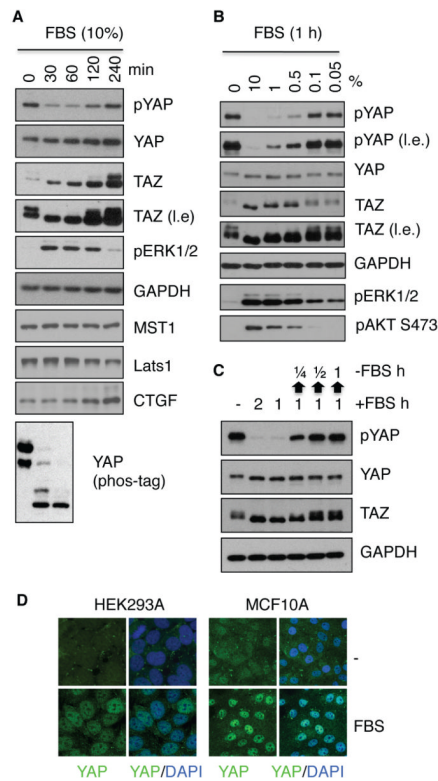 A
FBS (10%)
0 30 60 120 240 min
pYAP
YAP
TAZ
TAZ (l.e)
pERK1/2
GAPDH
MST1
Lats1
CTGF
YAP
(phos-tag)
B
FBS (1 h)
0 10 1 0.5 0.1 0.05 %
pYAP
pYAP (l.e.)
YAP
TAZ
TAZ (l.e.)
GAPDH
pERK1/2
pAKT S473
C
¼ ½ 1 -FBS h
- 2 1 1 1 1 +FBS h
pYAP
YAP
TAZ
GAPDH
D
HEK293A MCF10A
-
FBS
YAP YAP/DAPI YAP YAP/DAPI